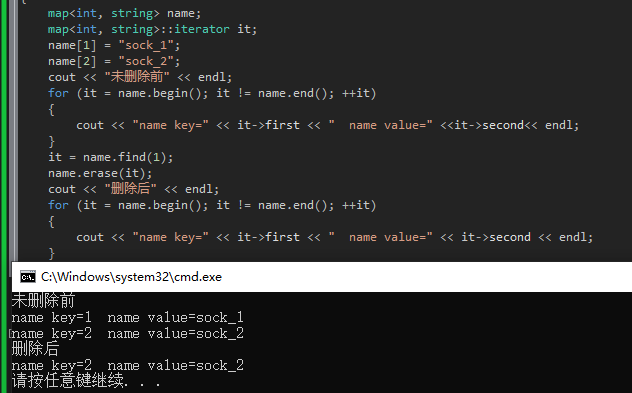 map<int, string> name;
map<int, string>::iterator it;
name[1] = "sock_1";
name[2] = "sock_2";
cout << "未删除前" << endl;
for (it = name.begin(); it != name.end(); ++it)
{
cout << "name key=" << it->first << "  name value=" <<it->second<< endl;
}
it = name.find(1);
name.erase(it);
cout << "删除后" << endl;
for (it = name.begin(); it != name.end(); ++it)
{
cout << "name key=" << it->first << "  name value=" << it->second << endl;
}
C:\Windows\system32\cmd.exe
未删除前
name key=1  name value=sock_1
name key=2  name value=sock_2
删除后
name key=2  name value=sock_2
请按任意键继续. . .